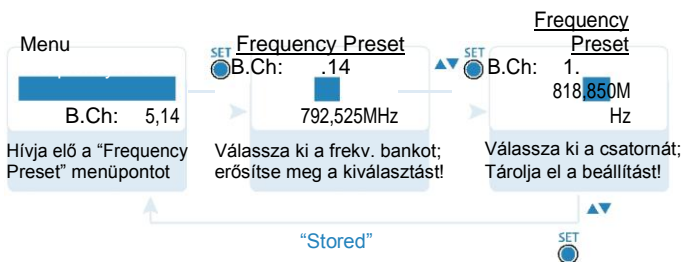 Menu
B.Ch: 5,14
Hívja elő a “Frequency
Preset” menüpontot
SET
Frequency Preset
B.Ch: .14
792,525MHz
Válassza ki a frekv. bankot;
erősítse meg a kiválasztást!
SET
Frequency
Preset
B.Ch: 1.
818,850M
Hz
Válassza ki a csatornát;
Tárolja el a beállítást!
“Stored”
SET